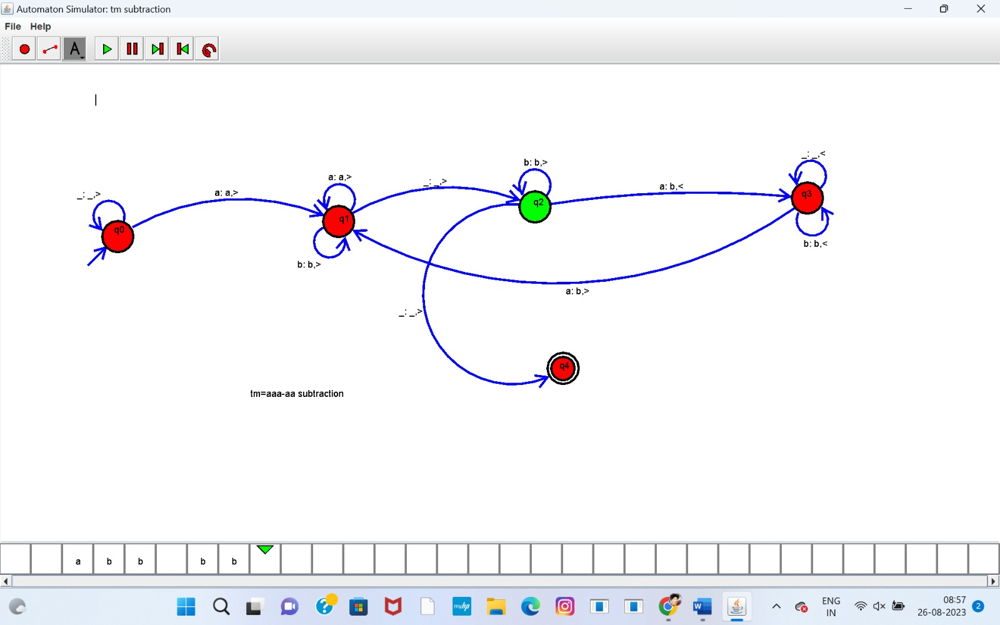 Automaton Simulator: tm subtraction
File Help
A
_: _,<
b: b,>
a: a,>
_: _,>
a: b,<
a: a,>
_: _,>
q3
q2
q1
q0
b: b,<
b: b,>
a: b,>
_: _,>
q4
tm=aaa-aa subtraction
a b b b b
myhp
W
ENG
IN
08:57
26-08-2023
2